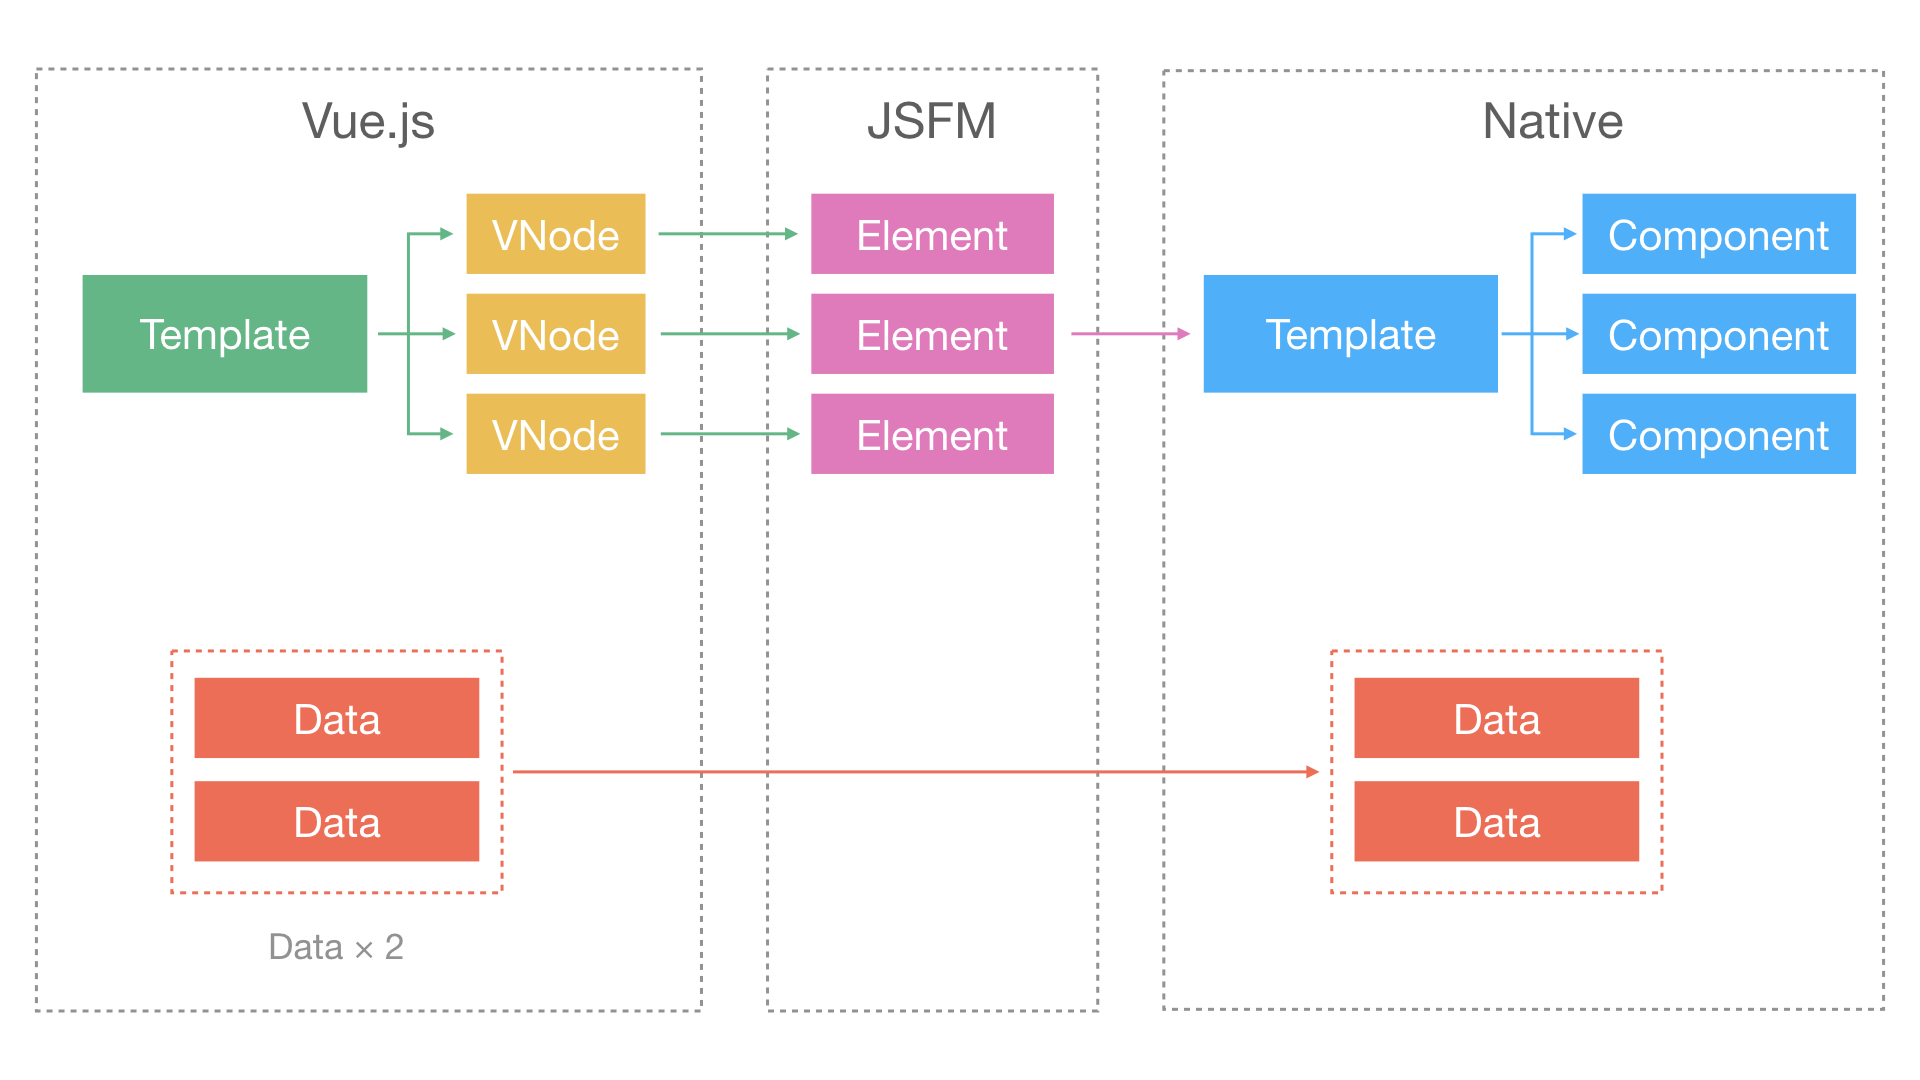 Vue.js
JSFM
Native
Template
VNode
VNode
VNode
Element
Element
Element
Template
Component
Component
Component
Data
Data
Data × 2
Data
Data